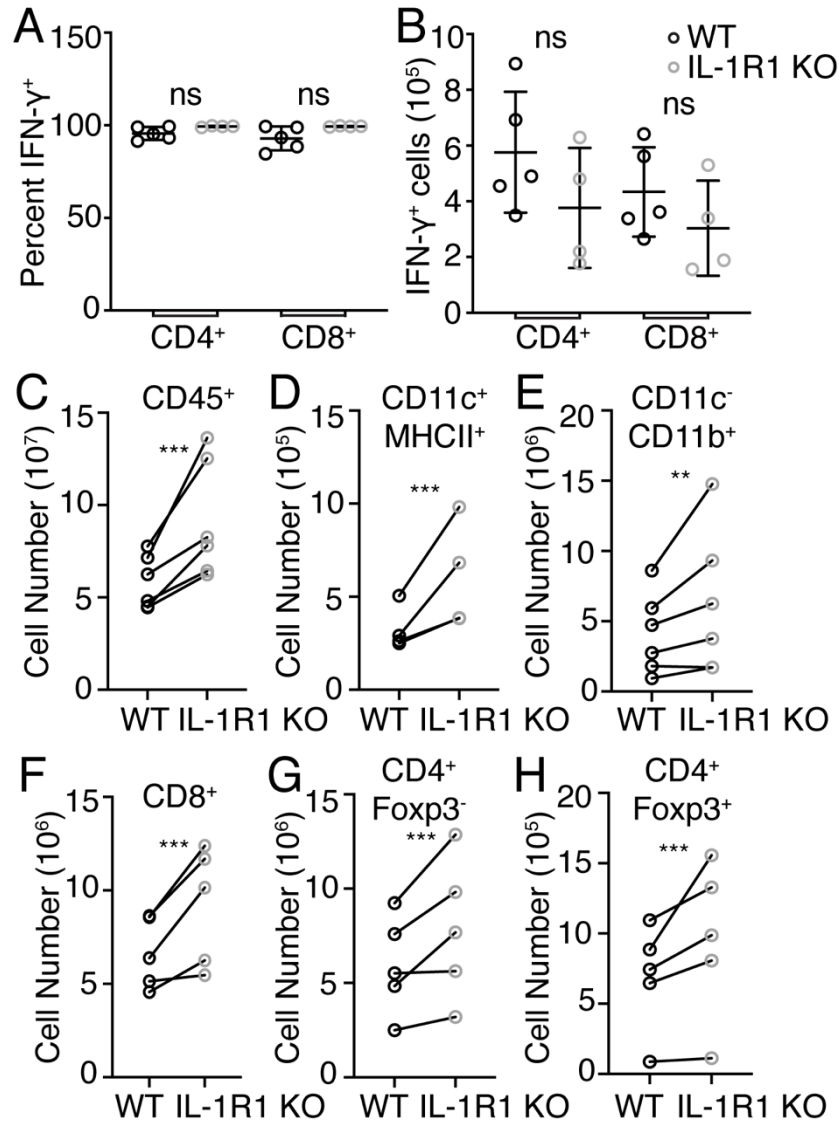 A
Percent IFN-γ⁺
150
100
50
0
ns
ns
CD4⁺
CD8⁺
B
IFN-γ⁺ cells (10⁵)
10
8
6
4
2
0
ns
ns
WT
IL-1R1 KO
CD4⁺
CD8⁺
C
CD45⁺
Cell Number (10⁷)
15
10
5
0
***
WT IL-1R1 KO
D
CD11c⁺
MHCII⁺
Cell Number (10⁵)
15
10
5
0
***
WT IL-1R1 KO
E
CD11c⁻
CD11b⁺
Cell Number (10⁶)
20
15
10
5
0
**
WT IL-1R1 KO
F
CD8⁺
Cell Number (10⁶)
15
10
5
0
***
WT IL-1R1 KO
G
CD4⁺
Foxp3⁻
Cell Number (10⁶)
15
10
5
0
***
WT IL-1R1 KO
H
CD4⁺
Foxp3⁺
Cell Number (10⁵)
20
15
10
5
0
***
WT IL-1R1 KO